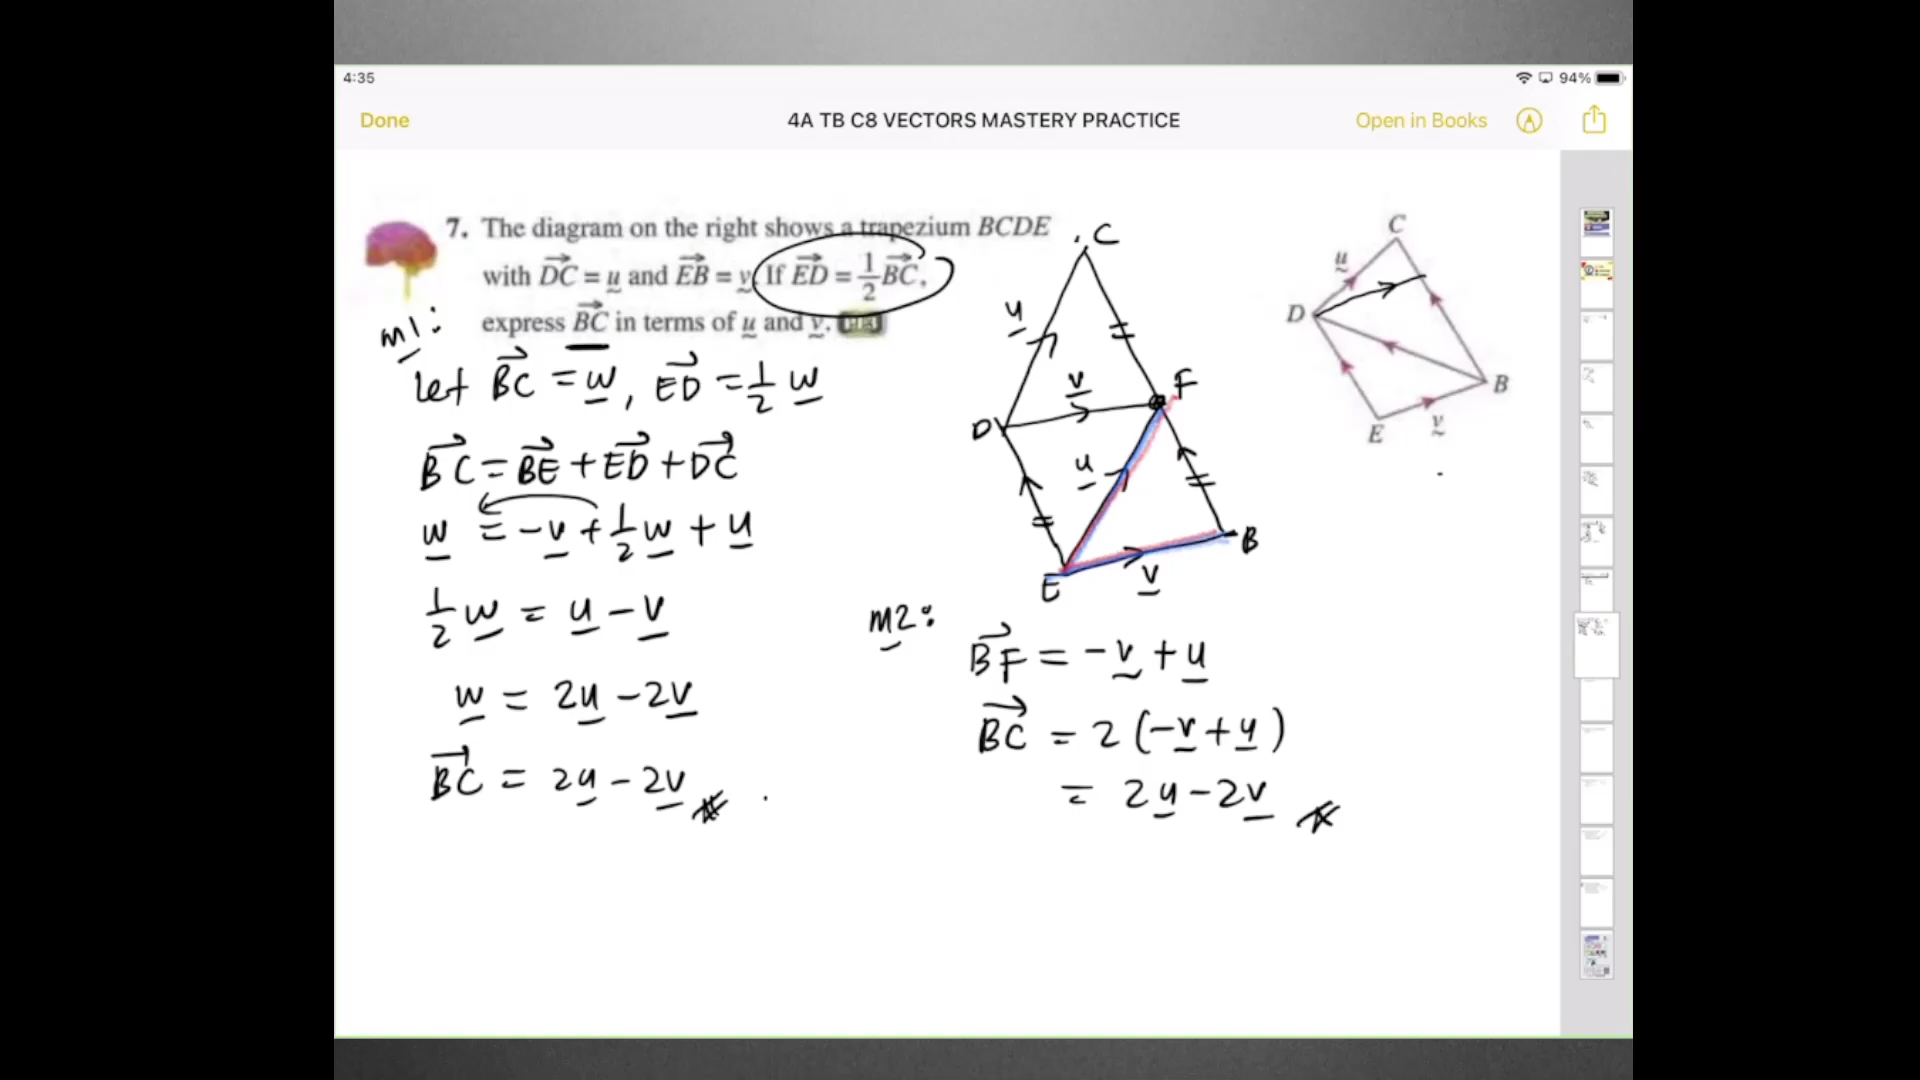 4:35
94%
Done
4A TB C8 VECTORS MASTERY PRACTICE
Open in Books
7. The diagram on the right shows a trapezium BCDE
with DC = u and EB = v. If ED = 1/2 BC,
express BC in terms of u and v.
m1:
Let BC = w, ED = 1/2 w
BC = BE + ED + DC
w = -v + 1/2 w + u
1/2 w = u - v
w = 2u - 2v
BC = 2u - 2v
C
u
v
F
D
u
B
v
E
m2:
BF = -v + u
BC = 2(-v + u)
= 2u - 2v
C
u
D
B
E
v